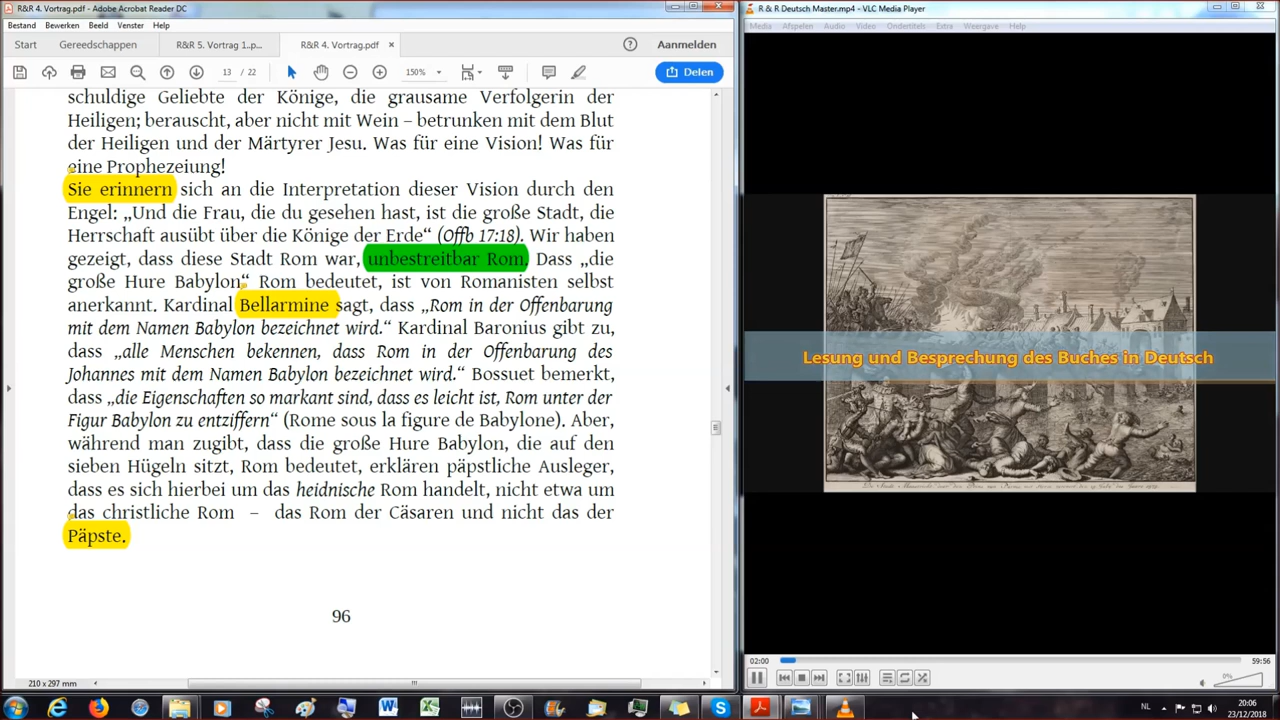 R&R 4. Vortrag.pdf - Adobe Acrobat Reader DC
Bestand Bewerken Beeld Venster Help
Start Gereedschappen R&R 5. Vortrag 1..p... R&R 4. Vortrag.pdf × Aanmelden
13 / 22 150% Delen
schuldige Geliebte der Könige, die grausame Verfolgerin der
Heiligen; berauscht, aber nicht mit Wein – betrunken mit dem Blut
der Heiligen und der Märtyrer Jesu. Was für eine Vision! Was für
eine Prophezeiung!
Sie erinnern sich an die Interpretation dieser Vision durch den
Engel: „Und die Frau, die du gesehen hast, ist die große Stadt, die
Herrschaft ausübt über die Könige der Erde“ (Offb 17:18). Wir haben
gezeigt, dass diese Stadt Rom war, unbestreitbar Rom. Dass „die
große Hure Babylon“ Rom bedeutet, ist von Romanisten selbst
anerkannt. Kardinal Bellarmine sagt, dass „Rom in der Offenbarung
mit dem Namen Babylon bezeichnet wird.“ Kardinal Baronius gibt zu,
dass „alle Menschen bekennen, dass Rom in der Offenbarung des
Johannes mit dem Namen Babylon bezeichnet wird.“ Bossuet bemerkt,
dass „die Eigenschaften so markant sind, dass es leicht ist, Rom unter der
Figur Babylon zu entziffern“ (Rome sous la figure de Babylone). Aber,
während man zugibt, dass die große Hure Babylon, die auf den
sieben Hügeln sitzt, Rom bedeutet, erklären päpstliche Ausleger,
dass es sich hierbei um das heidnische Rom handelt, nicht etwa um
das christliche Rom – das Rom der Cäsaren und nicht das der
Päpste.
96
210 x 297 mm
R & R Deutsch Master.mp4 - VLC Media Player
Media Afspelen Audio Video Ondertitels Extra Weergave Help
Lesung und Besprechung des Buches in Deutsch
02:00 59:56
0%
NL 20:06
23/12/2018